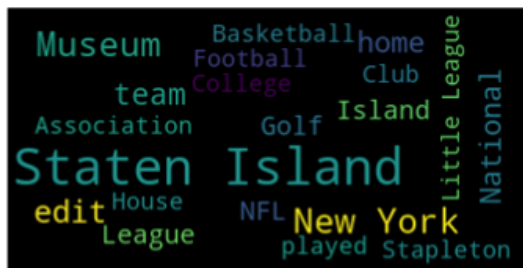 Museum
Basketball
home
Football
Club
College
team
Island
Little League
National
Association
Golf
Staten Island
House
edit
NFL
New York
League
played
Stapleton